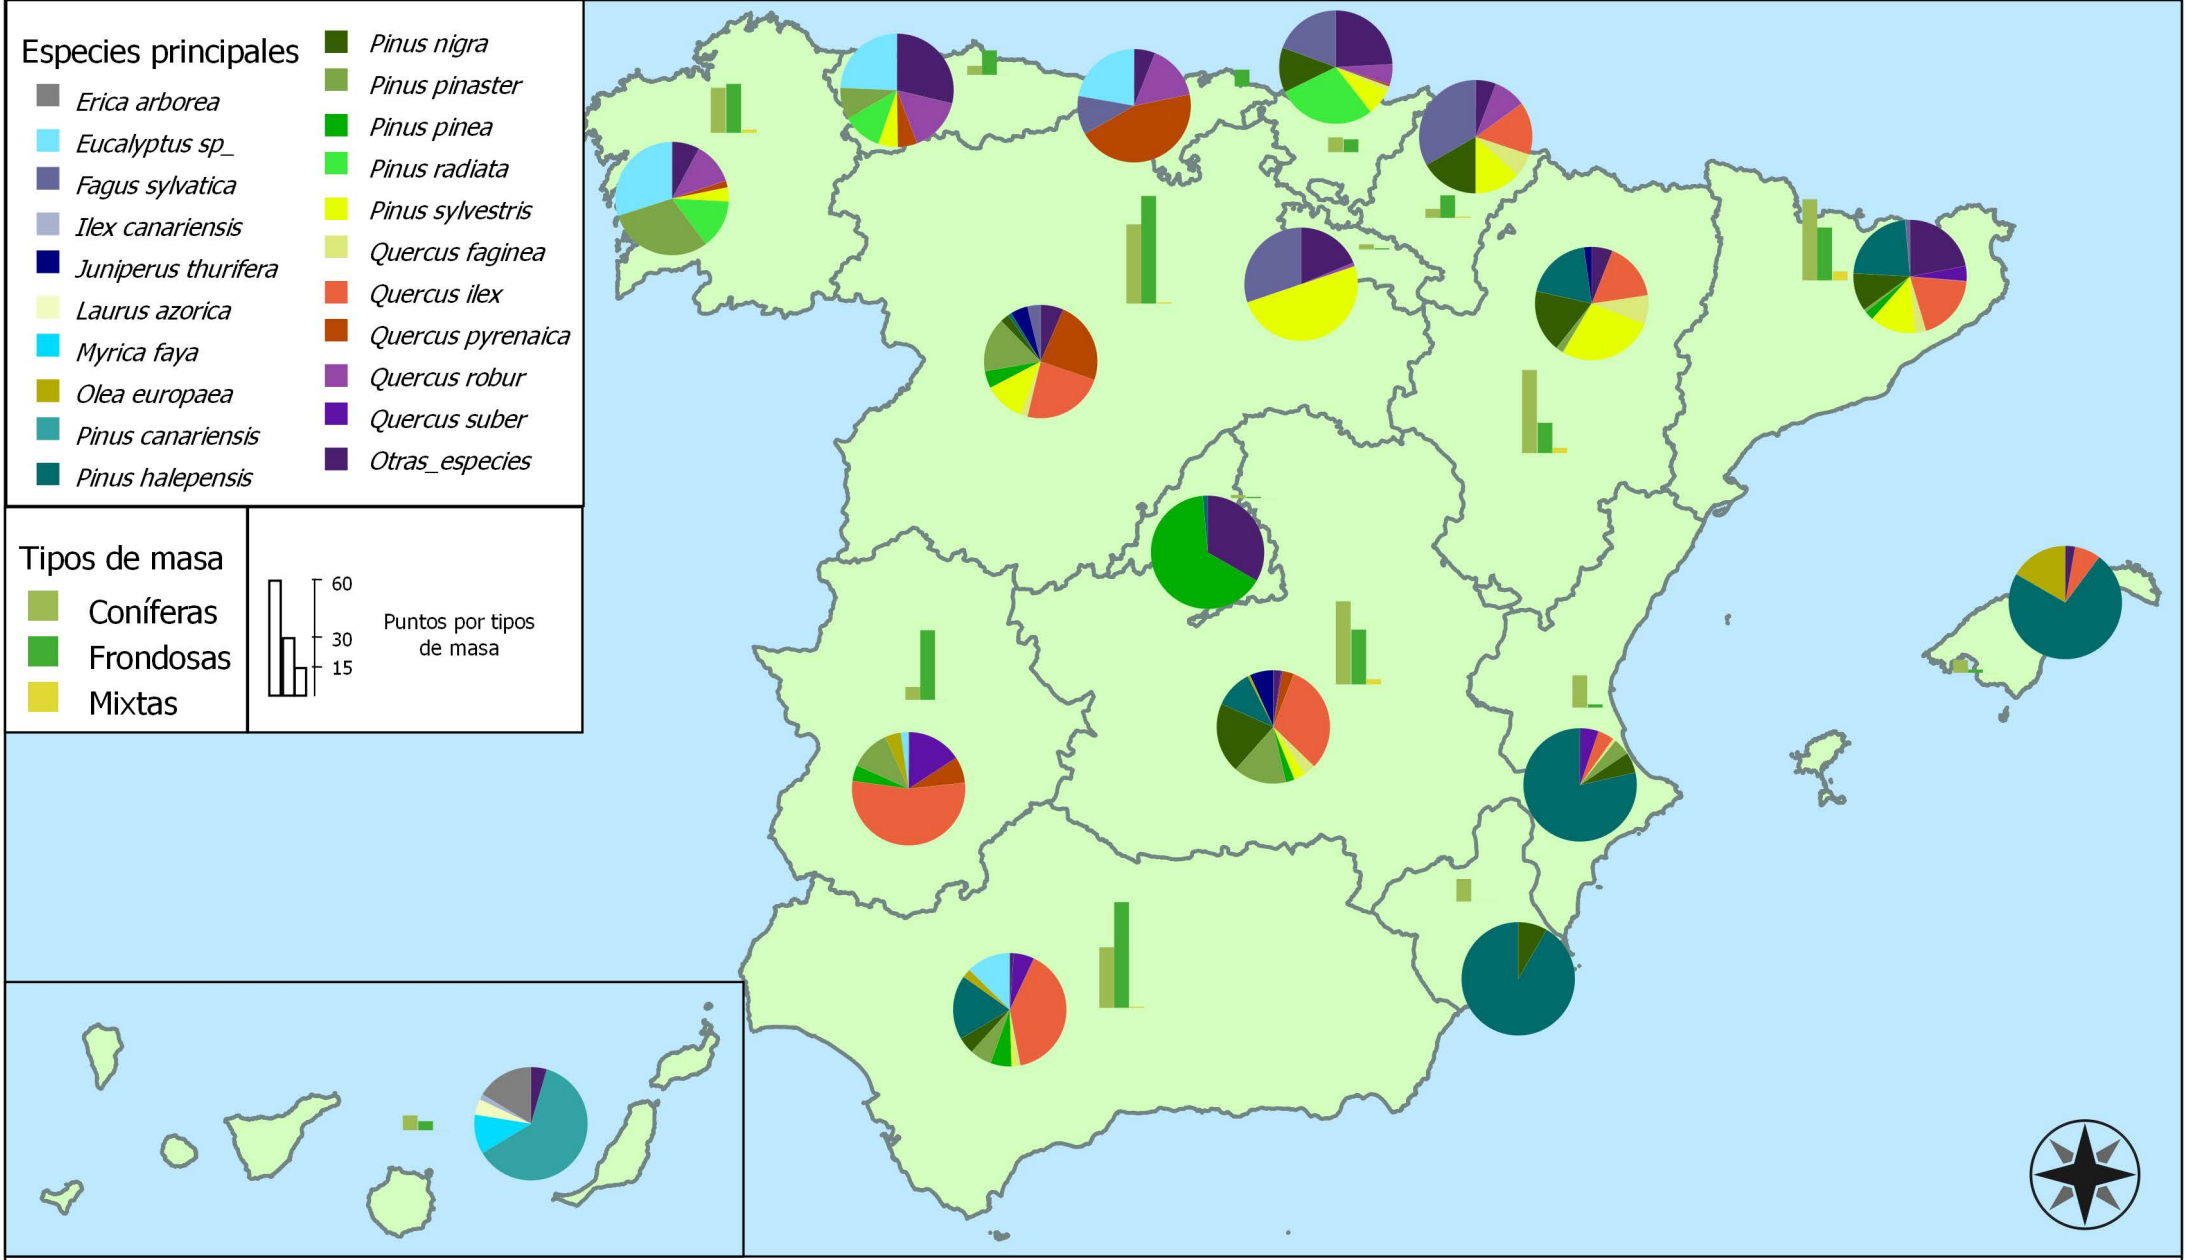 Especies principales
Erica arborea
Eucalyptus sp_
Fagus sylvatica
Ilex canariensis
Juniperus thurifera
Laurus azorica
Myrica faya
Olea europaea
Pinus canariensis
Pinus halepensis
Pinus nigra
Pinus pinaster
Pinus pinea
Pinus radiata
Pinus sylvestris
Quercus faginea
Quercus ilex
Quercus pyrenaica
Quercus robur
Quercus suber
Otras_especies
Tipos de masa
Coníferas
Frondosas
Mixtas
60
30
15
Puntos por tipos
de masa